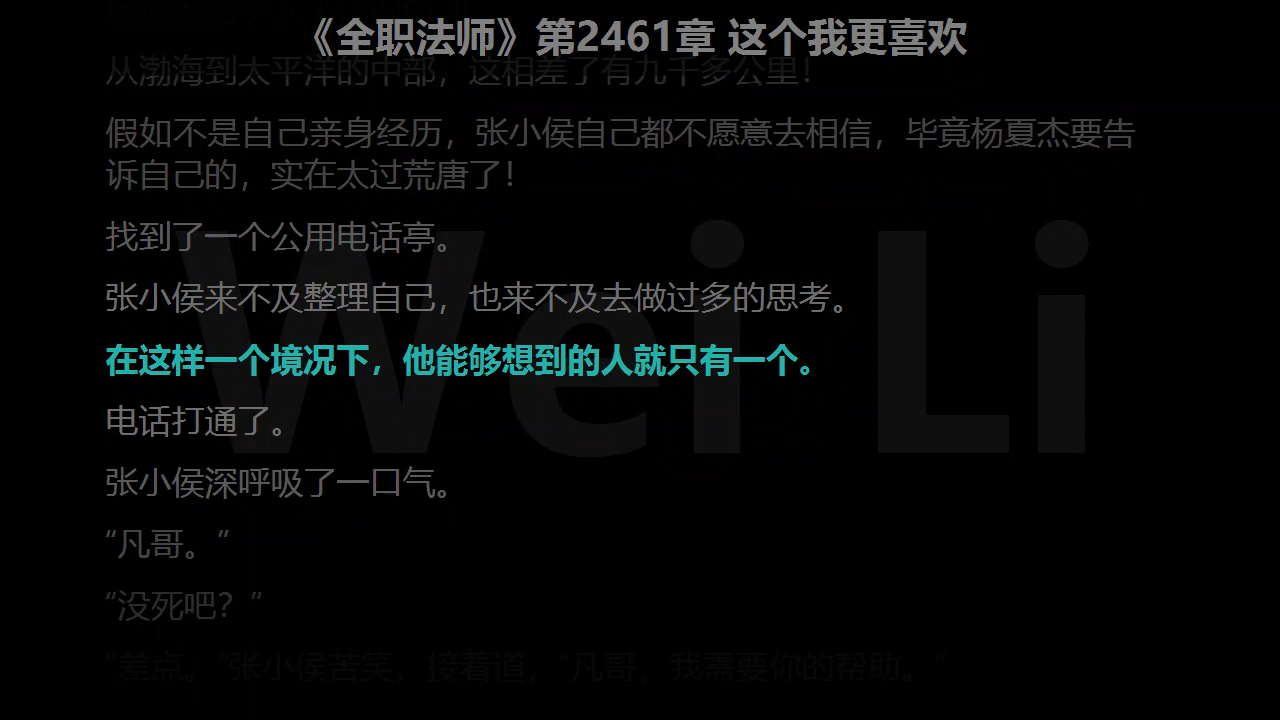 《全职法师》第2461章 这个我更喜欢
从渤海到太平洋的中部，这相差了有九千多公里！
假如不是自己亲身经历，张小侯自己都不愿意去相信，毕竟杨夏杰要告
诉自己的，实在太过荒唐了！
找到了一个公用电话亭。
张小侯来不及整理自己，也来不及去做过多的思考。
在这样一个境况下，他能够想到的人就只有一个。
电话打通了。
张小侯深呼吸了一口气。
“凡哥。”
“没死吧？”
“差点。”张小侯苦笑，接着道，“凡哥，我需要你的帮助。”
Wei Li